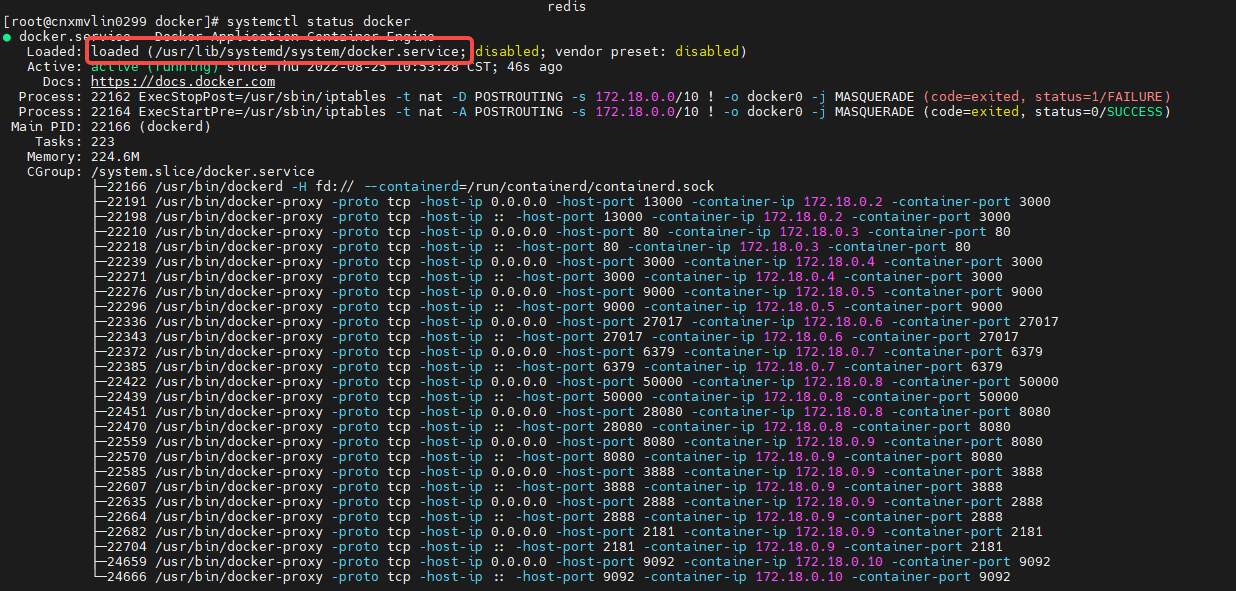 redis
[root@cnxmvlin0299 docker]# systemctl status docker
● docker.service - Docker Application Container Engine
Loaded: loaded (/usr/lib/systemd/system/docker.service; disabled; vendor preset: disabled)
Active: active (running) since Thu 2022-08-25 10:53:28 CST; 46s ago
Docs: https://docs.docker.com
Process: 22162 ExecStopPost=/usr/sbin/iptables -t nat -D POSTROUTING -s 172.18.0.0/10 ! -o docker0 -j MASQUERADE (code=exited, status=1/FAILURE)
Process: 22164 ExecStartPre=/usr/sbin/iptables -t nat -A POSTROUTING -s 172.18.0.0/10 ! -o docker0 -j MASQUERADE (code=exited, status=0/SUCCESS)
Main PID: 22166 (dockerd)
Tasks: 223
Memory: 224.6M
CGroup: /system.slice/docker.service
├─22166 /usr/bin/dockerd -H fd:// --containerd=/run/containerd/containerd.sock
├─22191 /usr/bin/docker-proxy -proto tcp -host-ip 0.0.0.0 -host-port 13000 -container-ip 172.18.0.2 -container-port 3000
├─22198 /usr/bin/docker-proxy -proto tcp -host-ip :: -host-port 13000 -container-ip 172.18.0.2 -container-port 3000
├─22210 /usr/bin/docker-proxy -proto tcp -host-ip 0.0.0.0 -host-port 80 -container-ip 172.18.0.3 -container-port 80
├─22218 /usr/bin/docker-proxy -proto tcp -host-ip :: -host-port 80 -container-ip 172.18.0.3 -container-port 80
├─22239 /usr/bin/docker-proxy -proto tcp -host-ip 0.0.0.0 -host-port 3000 -container-ip 172.18.0.4 -container-port 3000
├─22271 /usr/bin/docker-proxy -proto tcp -host-ip :: -host-port 3000 -container-ip 172.18.0.4 -container-port 3000
├─22276 /usr/bin/docker-proxy -proto tcp -host-ip 0.0.0.0 -host-port 9000 -container-ip 172.18.0.5 -container-port 9000
├─22296 /usr/bin/docker-proxy -proto tcp -host-ip :: -host-port 9000 -container-ip 172.18.0.5 -container-port 9000
├─22336 /usr/bin/docker-proxy -proto tcp -host-ip 0.0.0.0 -host-port 27017 -container-ip 172.18.0.6 -container-port 27017
├─22343 /usr/bin/docker-proxy -proto tcp -host-ip :: -host-port 27017 -container-ip 172.18.0.6 -container-port 27017
├─22372 /usr/bin/docker-proxy -proto tcp -host-ip 0.0.0.0 -host-port 6379 -container-ip 172.18.0.7 -container-port 6379
├─22385 /usr/bin/docker-proxy -proto tcp -host-ip :: -host-port 6379 -container-ip 172.18.0.7 -container-port 6379
├─22422 /usr/bin/docker-proxy -proto tcp -host-ip 0.0.0.0 -host-port 50000 -container-ip 172.18.0.8 -container-port 50000
├─22439 /usr/bin/docker-proxy -proto tcp -host-ip :: -host-port 50000 -container-ip 172.18.0.8 -container-port 50000
├─22451 /usr/bin/docker-proxy -proto tcp -host-ip 0.0.0.0 -host-port 28080 -container-ip 172.18.0.8 -container-port 8080
├─22470 /usr/bin/docker-proxy -proto tcp -host-ip :: -host-port 28080 -container-ip 172.18.0.8 -container-port 8080
├─22559 /usr/bin/docker-proxy -proto tcp -host-ip 0.0.0.0 -host-port 8080 -container-ip 172.18.0.9 -container-port 8080
├─22570 /usr/bin/docker-proxy -proto tcp -host-ip :: -host-port 8080 -container-ip 172.18.0.9 -container-port 8080
├─22585 /usr/bin/docker-proxy -proto tcp -host-ip 0.0.0.0 -host-port 3888 -container-ip 172.18.0.9 -container-port 3888
├─22607 /usr/bin/docker-proxy -proto tcp -host-ip :: -host-port 3888 -container-ip 172.18.0.9 -container-port 3888
├─22635 /usr/bin/docker-proxy -proto tcp -host-ip 0.0.0.0 -host-port 2888 -container-ip 172.18.0.9 -container-port 2888
├─22664 /usr/bin/docker-proxy -proto tcp -host-ip :: -host-port 2888 -container-ip 172.18.0.9 -container-port 2888
├─22682 /usr/bin/docker-proxy -proto tcp -host-ip 0.0.0.0 -host-port 2181 -container-ip 172.18.0.9 -container-port 2181
├─22704 /usr/bin/docker-proxy -proto tcp -host-ip :: -host-port 2181 -container-ip 172.18.0.9 -container-port 2181
├─24659 /usr/bin/docker-proxy -proto tcp -host-ip 0.0.0.0 -host-port 9092 -container-ip 172.18.0.10 -container-port 9092
└─24666 /usr/bin/docker-proxy -proto tcp -host-ip :: -host-port 9092 -container-ip 172.18.0.10 -container-port 9092